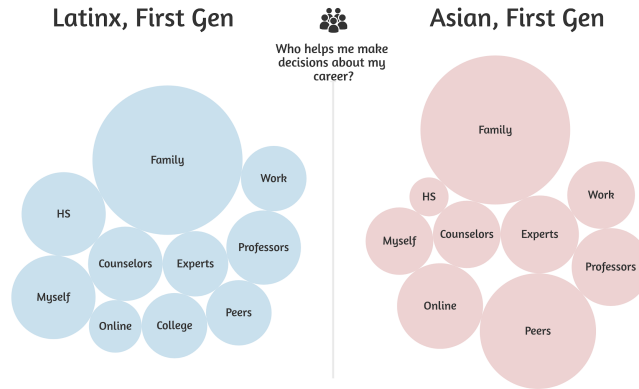 Latinx, First Gen
Who helps me make
decisions about my
career?
Asian, First Gen
Family
Work
HS
Professors
Counselors
Experts
Myself
Peers
Online
College
Family
HS
Work
Counselors
Experts
Myself
Professors
Online
Peers